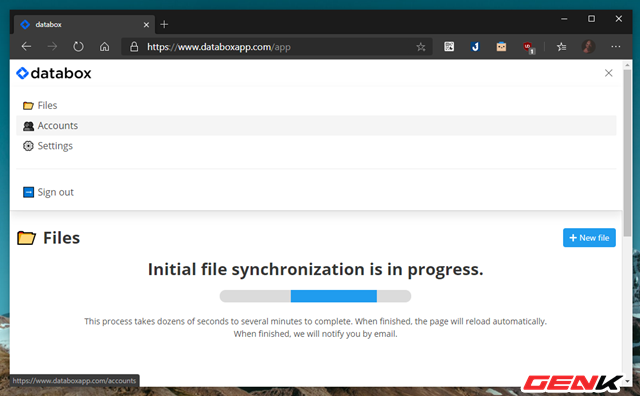 databox
https://www.databoxapp.com/app
databox
Files
Accounts
Settings
Sign out
Files
+ New file
Initial file synchronization is in progress.
This process takes dozens of seconds to several minutes to complete. When finished, the page will reload automatically.
When finished, we will notify you by email.
https://www.databoxapp.com/accounts
GENK